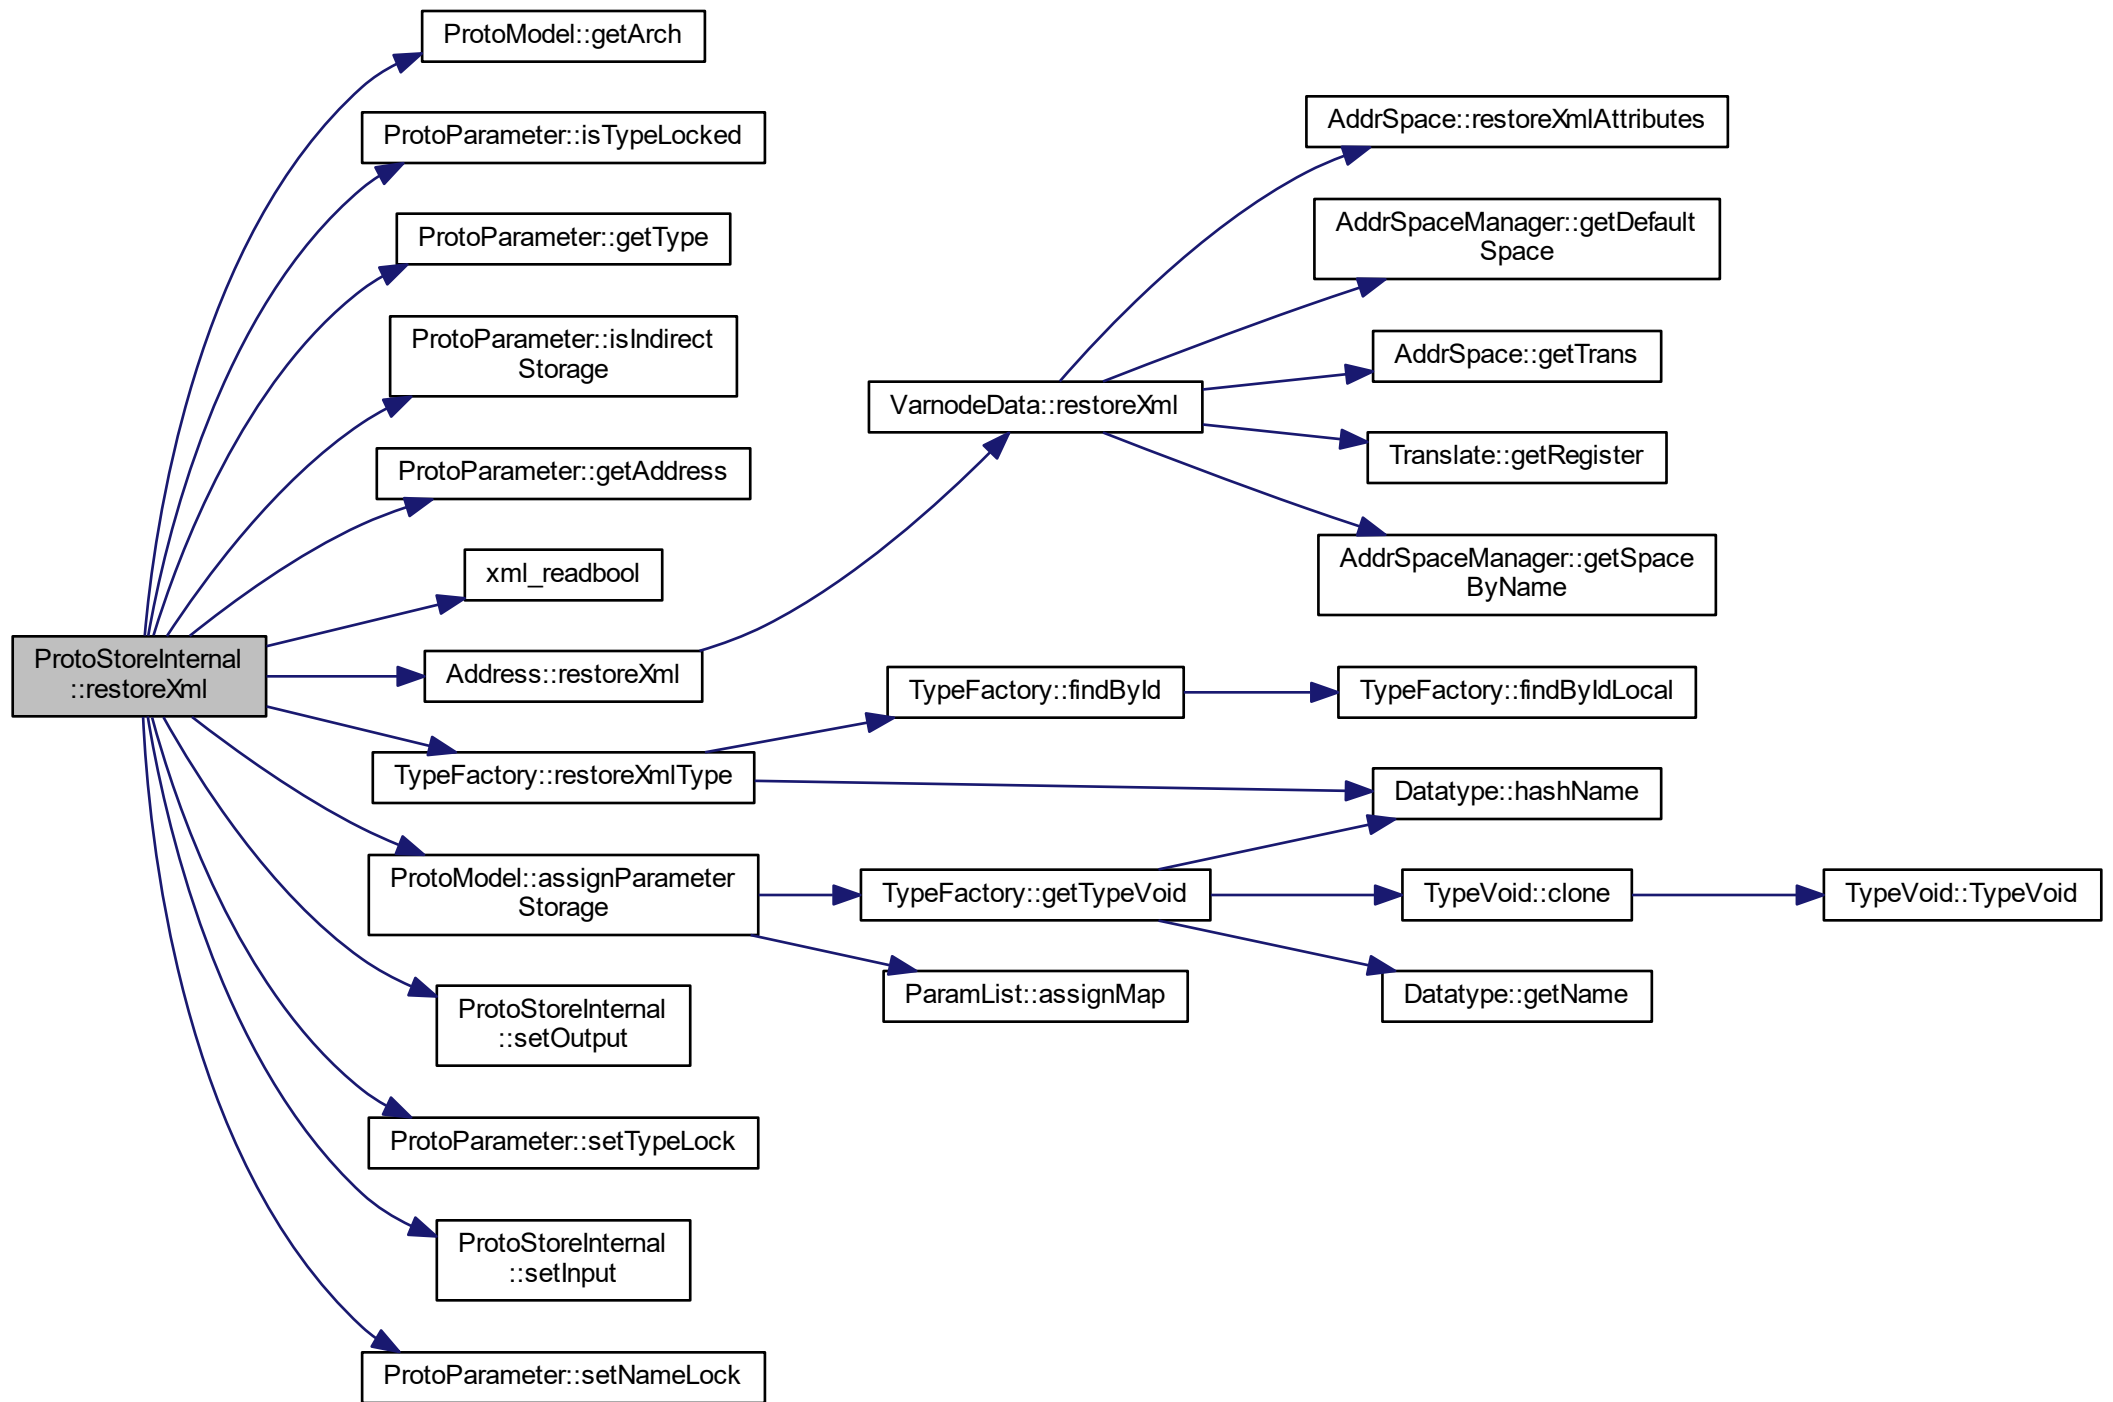 ProtoModel::getArch
ProtoParameter::isTypeLocked
ProtoParameter::getType
ProtoParameter::isIndirect
Storage
ProtoParameter::getAddress
xml_readbool
ProtoStoreInternal
::restoreXml
Address::restoreXml
TypeFactory::restoreXmlType
ProtoModel::assignParameter
Storage
ProtoStoreInternal
::setOutput
ProtoParameter::setTypeLock
ProtoStoreInternal
::setInput
ProtoParameter::setNameLock
VarnodeData::restoreXml
TypeFactory::findById
TypeFactory::getTypeVoid
ParamList::assignMap
AddrSpace::restoreXmlAttributes
AddrSpaceManager::getDefault
Space
AddrSpace::getTrans
Translate::getRegister
AddrSpaceManager::getSpace
ByName
TypeFactory::findByIdLocal
Datatype::hashName
TypeVoid::clone
Datatype::getName
TypeVoid::TypeVoid